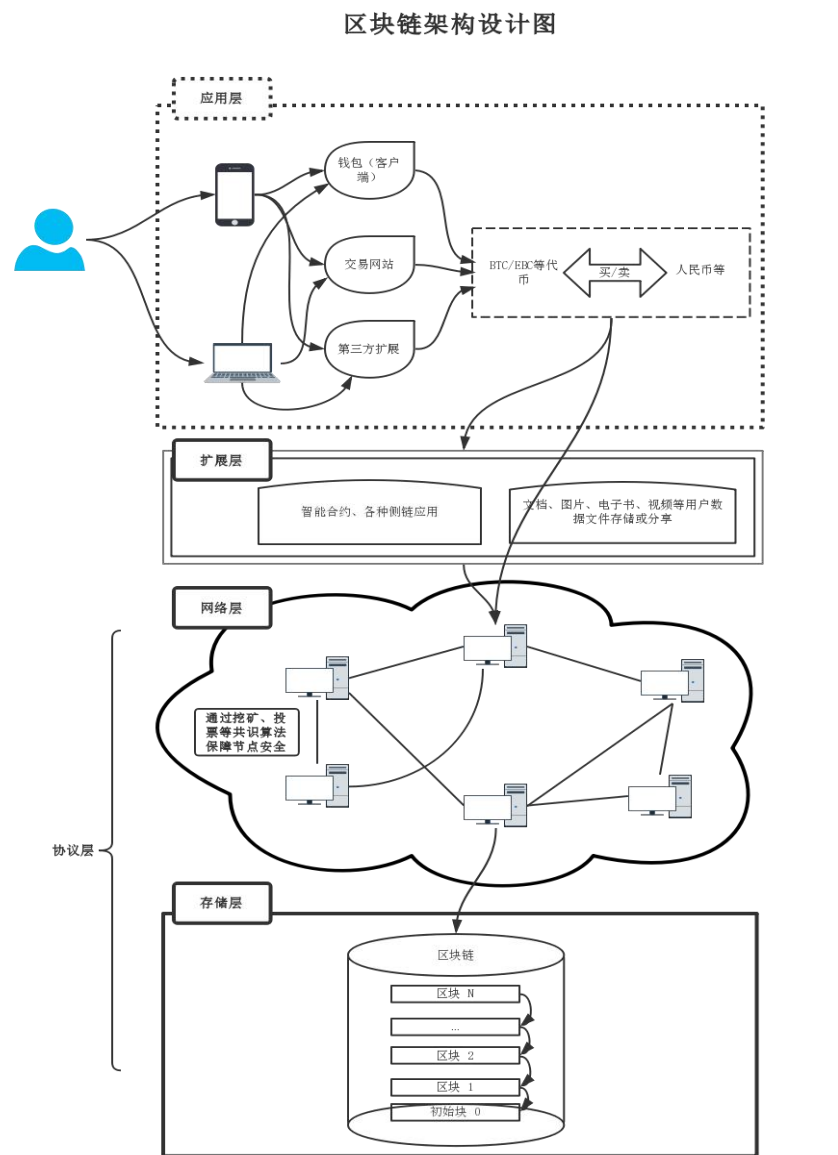 区块链架构设计图
应用层
钱包（客户
端）
交易网站
第三方扩展
BTC/EBC等代
币
买/卖
人民币等
扩展层
智能合约、各种侧链应用
文档、图片、电子书、视频等用户数
据文件存储或分享
网络层
通过挖矿、投
票等共识算法
保障节点安全
协议层
存储层
区块链
区块 N
...
区块 2
区块 1
初始块 0